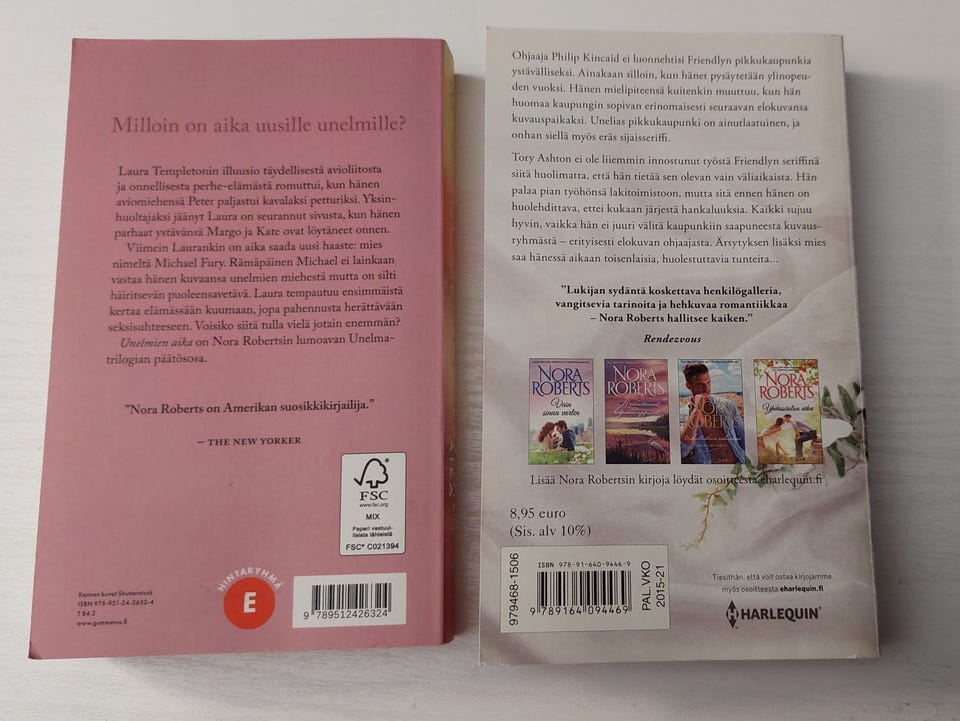 Milloin on aika uusille unelmille?
Laura Templetonin illuusio täydellisestä avioliitosta
ja onnellisesta perhe-elämästä romuttui, kun hänen
aviomiehensä Peter paljastui kavalaksi petturiksi. Yksin-
huoltajaksi jäänyt Laura on seurannut sivusta, kun hänen
parhaat ystävänsä Margo ja Kate ovat löytäneet onnen.
Viimein Laurankin on aika saada uusi haaste: mies
nimeltä Michael Fury. Rämäpäinen Michael ei lainkaan
vastaa hänen kuvaansa unelmien miehestä mutta on silti
häiritsevän puoleensavetävä. Laura tempautuu ensimmäistä
kertaa elämässään kuumaan, jopa pahennusta herättävään
seksisuhteeseen. Voisiko siitä tulla vielä jotain enemmän?
Unelmien aika on Nora Robertsin lumoavan Unelma-
trilogian päätösosa.
"Nora Roberts on Amerikan suosikkikirjailija."
— THE NEW YORKER
FSC
www.fsc.org
MIX
Paperi vastuul-
lisista lähteistä
FSC® C021394
HINTARYHMÄ
E
Kannen kuvat Shutterstock
ISBN 978-951-24-2632-4
T 84.2
www.gummerus.fi
9 789512 426324
Ohjaaja Philip Kincaid ei luonnehtisi Friendlyn pikkukaupunkia
ystävälliseksi. Ainakaan silloin, kun hänet pysäytetään ylinopeu-
den vuoksi. Hänen mielipiteensä kuitenkin muuttuu, kun hän
huomaa kaupungin sopivan erinomaisesti seuraavan elokuvansa
kuvauspaikaksi. Unelias pikkukaupunki on ainutlaatuinen, ja
onhan siellä myös eräs sijaisseriffi.
Tory Ashton ei ole liiemmin innostunut työstä Friendlyn seriffinä
siitä huolimatta, että hän tietää sen olevan vain väliaikaista. Hän
palaa pian työhönsä lakitoimistoon, mutta sitä ennen hänen on
huolehdittava, ettei kukaan järjestä hankaluuksia. Kaikki sujuu
hyvin, vaikka hän ei juuri välitä kaupunkiin saapuneesta kuvaus-
ryhmästä – erityisesti elokuvan ohjaajasta. Ärsytyksen lisäksi mies
saa hänessä aikaan toisenlaisia, huolestuttavia tunteita...
"Lukijan sydäntä koskettava henkilögalleria,
vangitsevia tarinoita ja hehkuvaa romantiikkaa
– Nora Roberts hallitsee kaiken."
Rendezvous
NORA
ROBERTS
Vain
sinua varten
NORA
ROBERTS
NORA
ROBERTS
NORA
ROBERTS
Yhdessäolon aika
Lisää Nora Robertsin kirjoja löydät osoitteesta eharlequin.fi
8,95 euro
(Sis. alv 10%)
979468-1506
ISBN 978-91-640-9446-9
9 789164 094469
PAL.VKO
2015-21
Tiesithän, että voit ostaa kirjojamme
myös osoitteesta eharlequin.fi
HARLEQUIN™